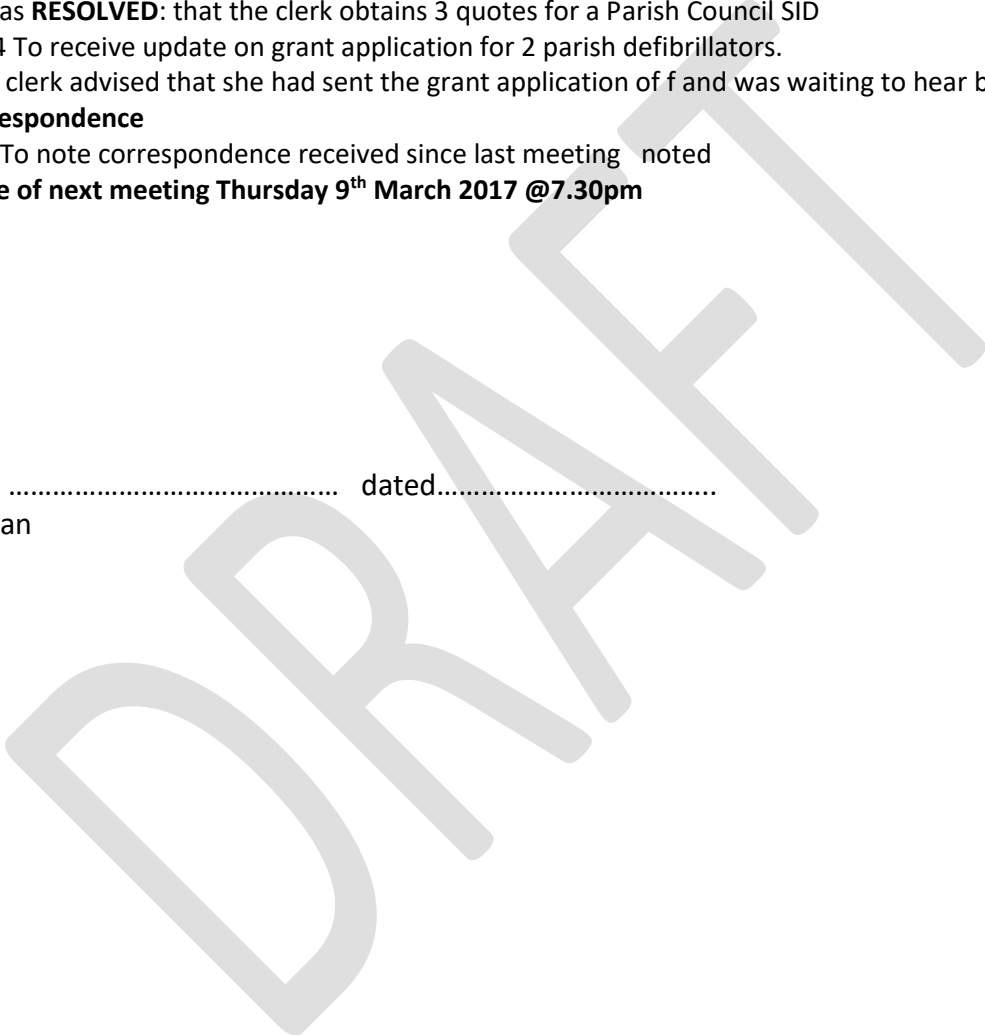 as RESOLVED: that the clerk obtains 3 quotes for a Parish Council SID
4 To receive update on grant application for 2 parish defibrillators.
clerk advised that she had sent the grant application of f and was waiting to hear b
respondence
To note correspondence received since last meeting noted
e of next meeting Thursday 9th March 2017 @7.30pm
……………………………………… dated………………………………..
an
DRAFT